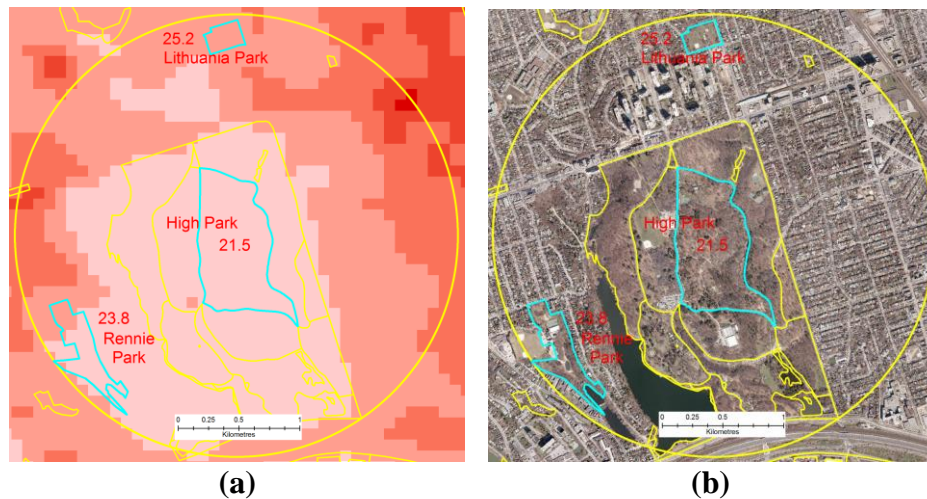 25.2
Lithuania Park
High Park
21.5
23.8
Rennie
Park
0 0.25 0.5 1
Kilometres
(a)
25.2
Lithuania Park
High Park
21.5
23.8
Rennie
Park
0 0.25 0.5 1
Kilometres
(b)